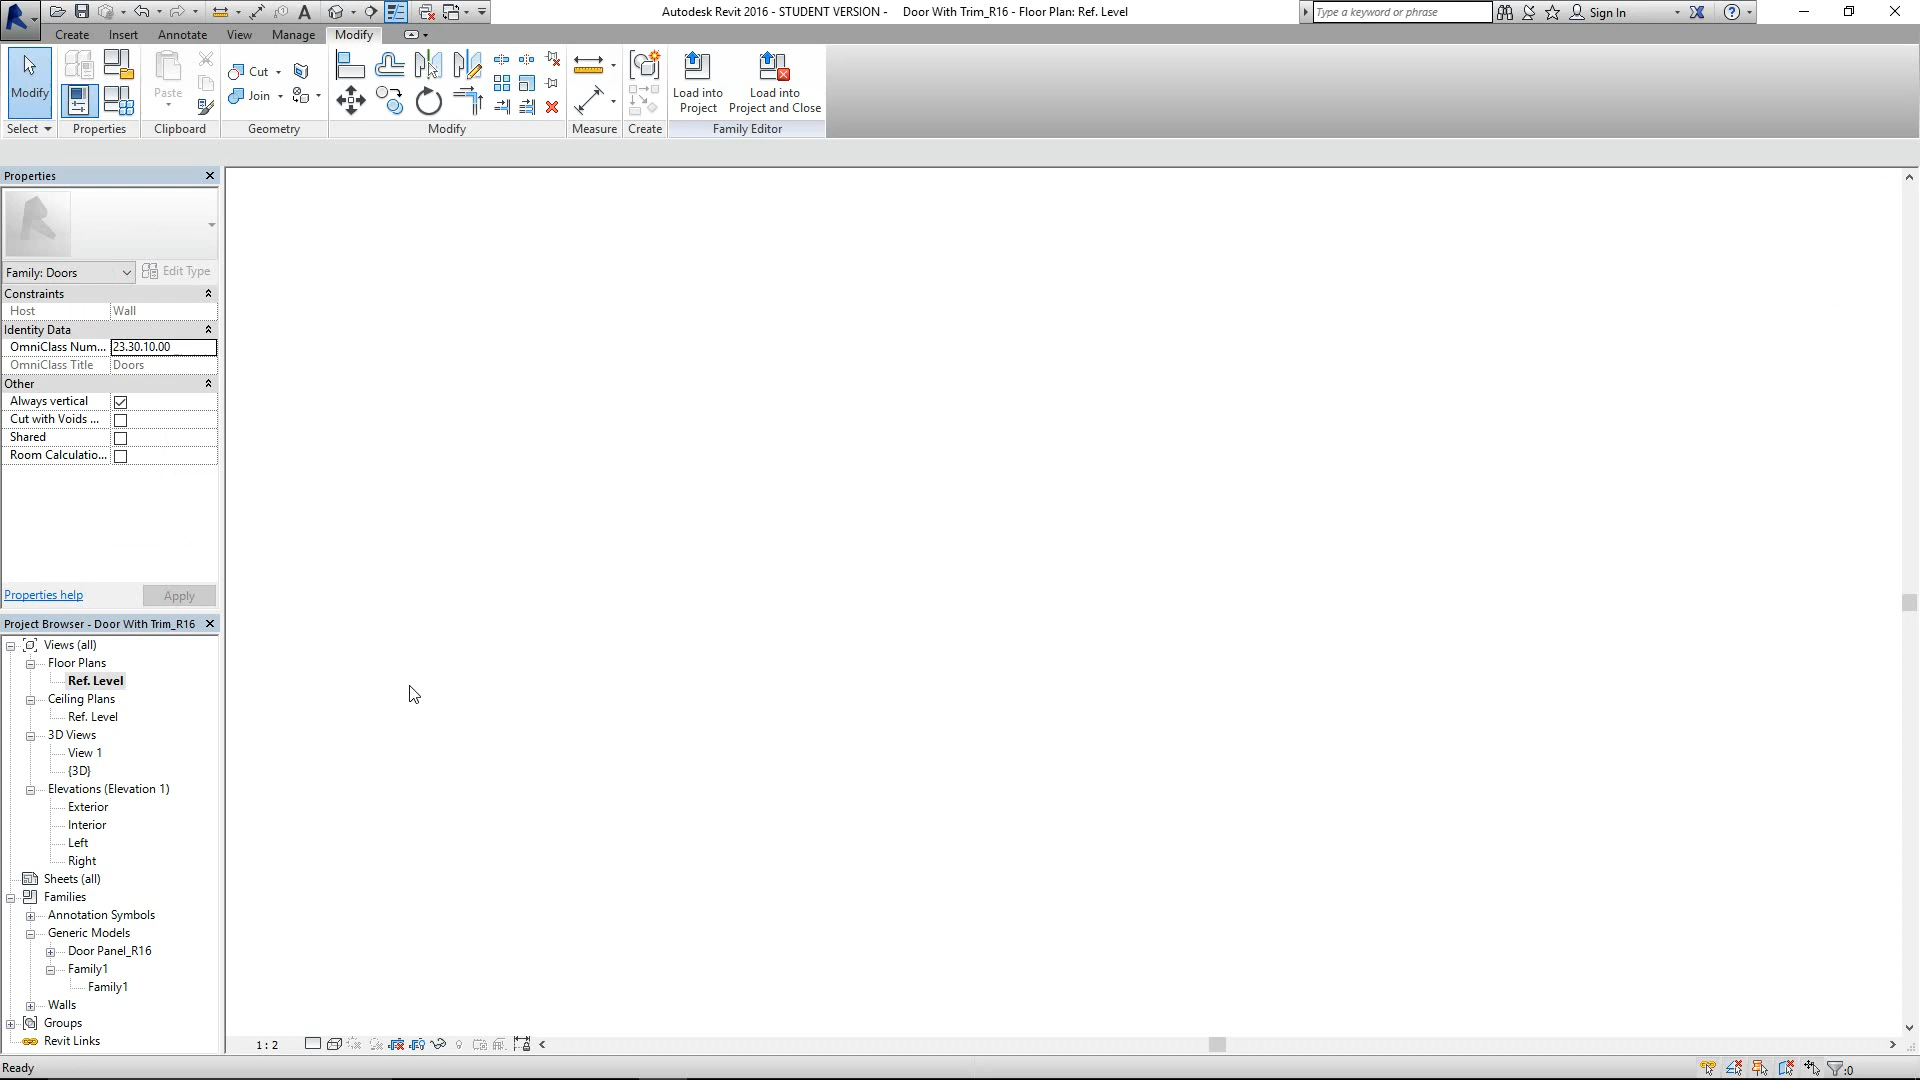 Autodesk Revit 2016 - STUDENT VERSION - Door With Trim_R16 - Floor Plan: Ref. Level
Type a keyword or phrase
Sign In
Create Insert Annotate View Manage Modify
Modify
Paste
Cut
Join
Load into Project
Load into Project and Close
Select Properties Clipboard Geometry Modify Measure Create Family Editor
Properties
Family: Doors
Edit Type
Constraints
Host Wall
Identity Data
OmniClass Num... 23.30.10.00
OmniClass Title Doors
Other
Always vertical
Cut with Voids ...
Shared
Room Calculatio...
Properties help
Apply
Project Browser - Door With Trim_R16
Views (all)
Floor Plans
Ref. Level
Ceiling Plans
Ref. Level
3D Views
View 1
{3D}
Elevations (Elevation 1)
Exterior
Interior
Left
Right
Sheets (all)
Families
Annotation Symbols
Generic Models
Door Panel_R16
Family1
Family1
Walls
Groups
Revit Links
1 : 2
Ready
:0